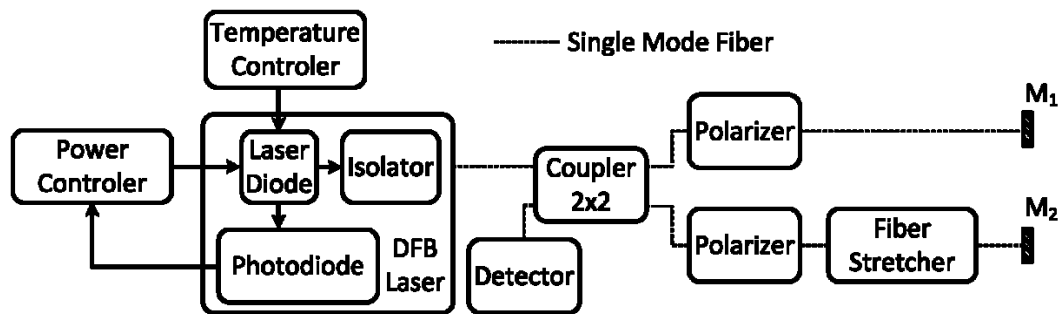 Temperature
Controler
Single Mode Fiber
M1
Polarizer
Power
Controler
Laser
Diode
Isolator
Coupler
2x2
M2
Photodiode
DFB
Laser
Detector
Polarizer
Fiber
Stretcher